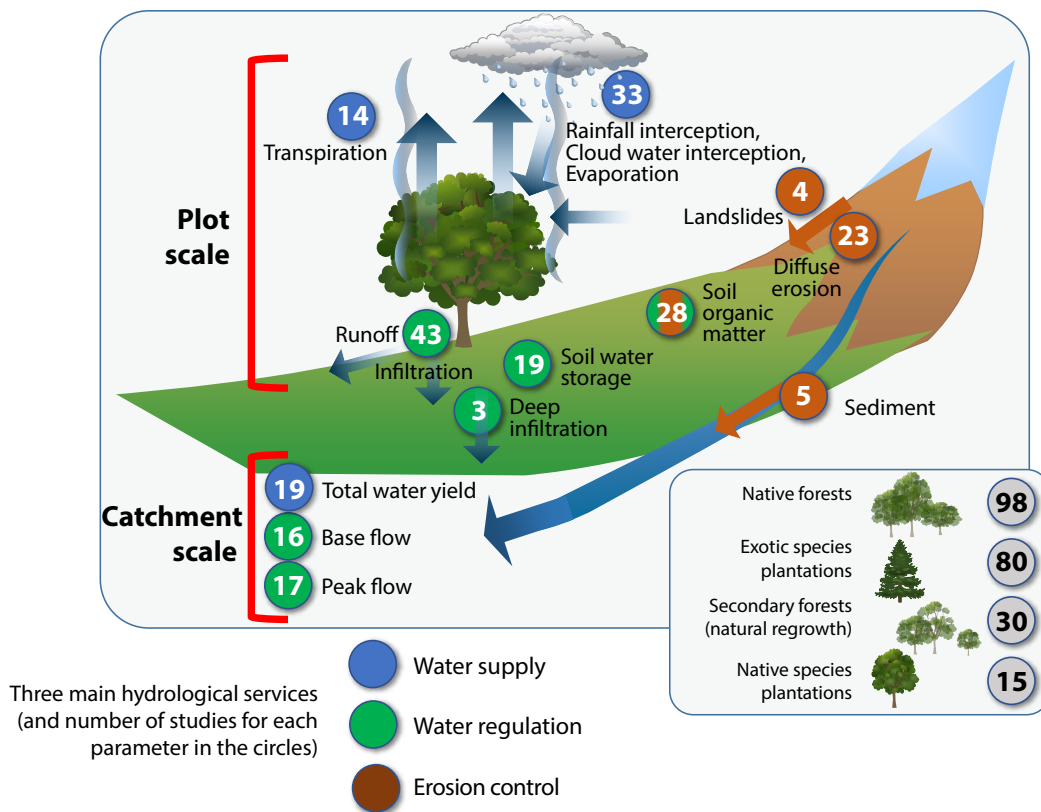 14
Transpiration
33
Rainfall interception,
Cloud water interception,
Evaporation
Plot
scale
4
Landslides
23
Diffuse
erosion
28
Soil
organic
matter
Runoff
43
Infiltration
19
Soil water
storage
3
Deep
infiltration
5
Sediment
Catchment
scale
19
Total water yield
16
Base flow
17
Peak flow
Native forests
98
Exotic species
plantations
80
Secondary forests
(natural regrowth)
30
Native species
plantations
15
Three main hydrological services
(and number of studies for each
parameter in the circles)
Water supply
Water regulation
Erosion control